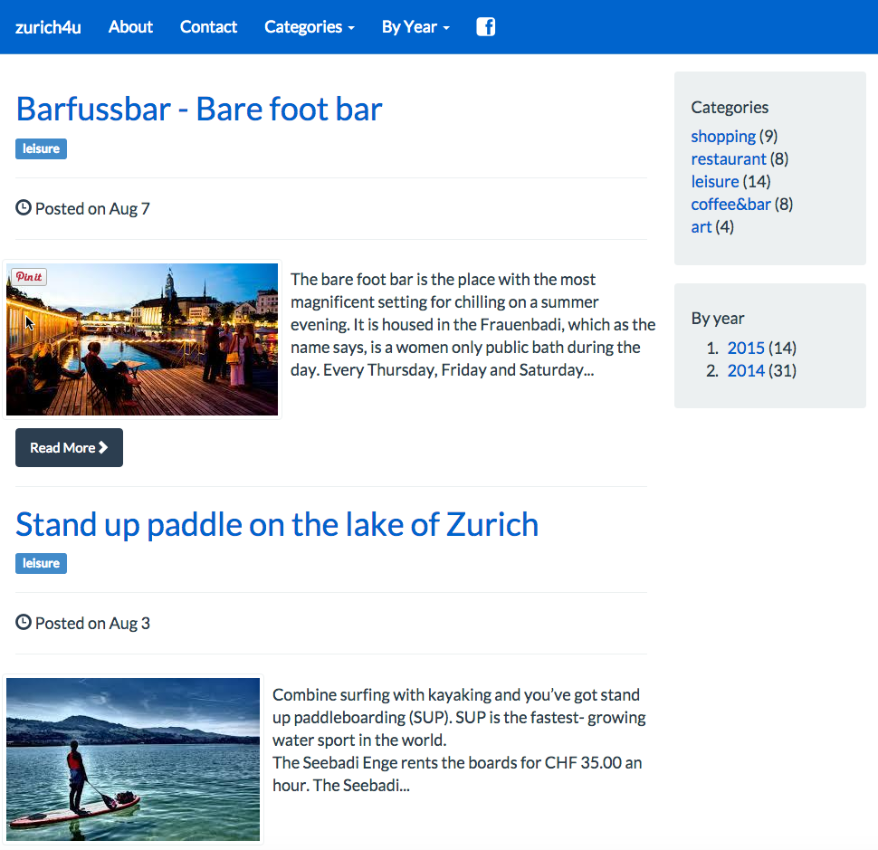 zurich4u About Contact Categories By Year
Barfussbar - Bare foot bar
leisure
Posted on Aug 7
Pin it
The bare foot bar is the place with the most
magnificent setting for chilling on a summer
evening. It is housed in the Frauenbadi, which as the
name says, is a women only public bath during the
day. Every Thursday, Friday and Saturday...
Read More
Stand up paddle on the lake of Zurich
leisure
Posted on Aug 3
Combine surfing with kayaking and you've got stand
up paddleboarding (SUP). SUP is the fastest- growing
water sport in the world.
The Seebadi Enge rents the boards for CHF 35.00 an
hour. The Seebadi...
Categories
shopping (9)
restaurant (8)
leisure (14)
coffee&bar (8)
art (4)
By year
1. 2015 (14)
2. 2014 (31)